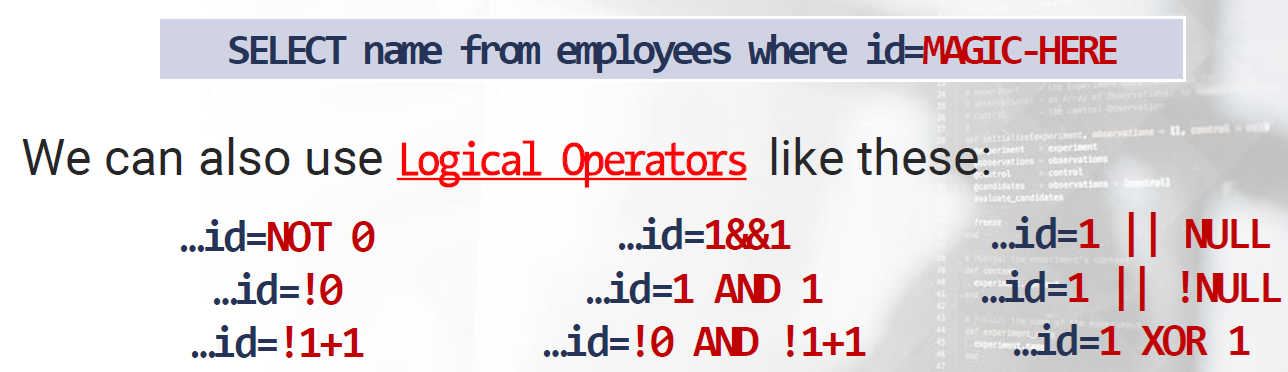 SELECT name from employees where id=MAGIC-HERE
We can also use Logical Operators like these:
…id=NOT 0
…id=!0
…id=!1+1
…id=1&&1
…id=1 AND 1
…id=!0 AND !1+1
…id=1 || NULL
…id=1 || !NULL
…id=1 XOR 1